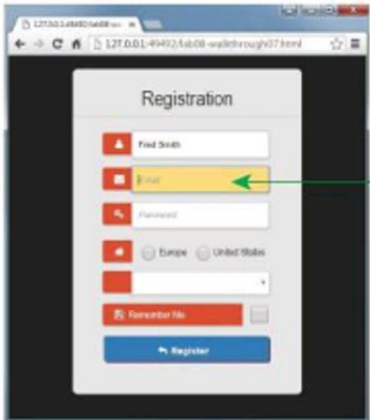 127.0.0.1:49492/lab08-walkthrough07.html
Registration
Fred Smith
Email
Password
Europe United States
Remember Me
Register